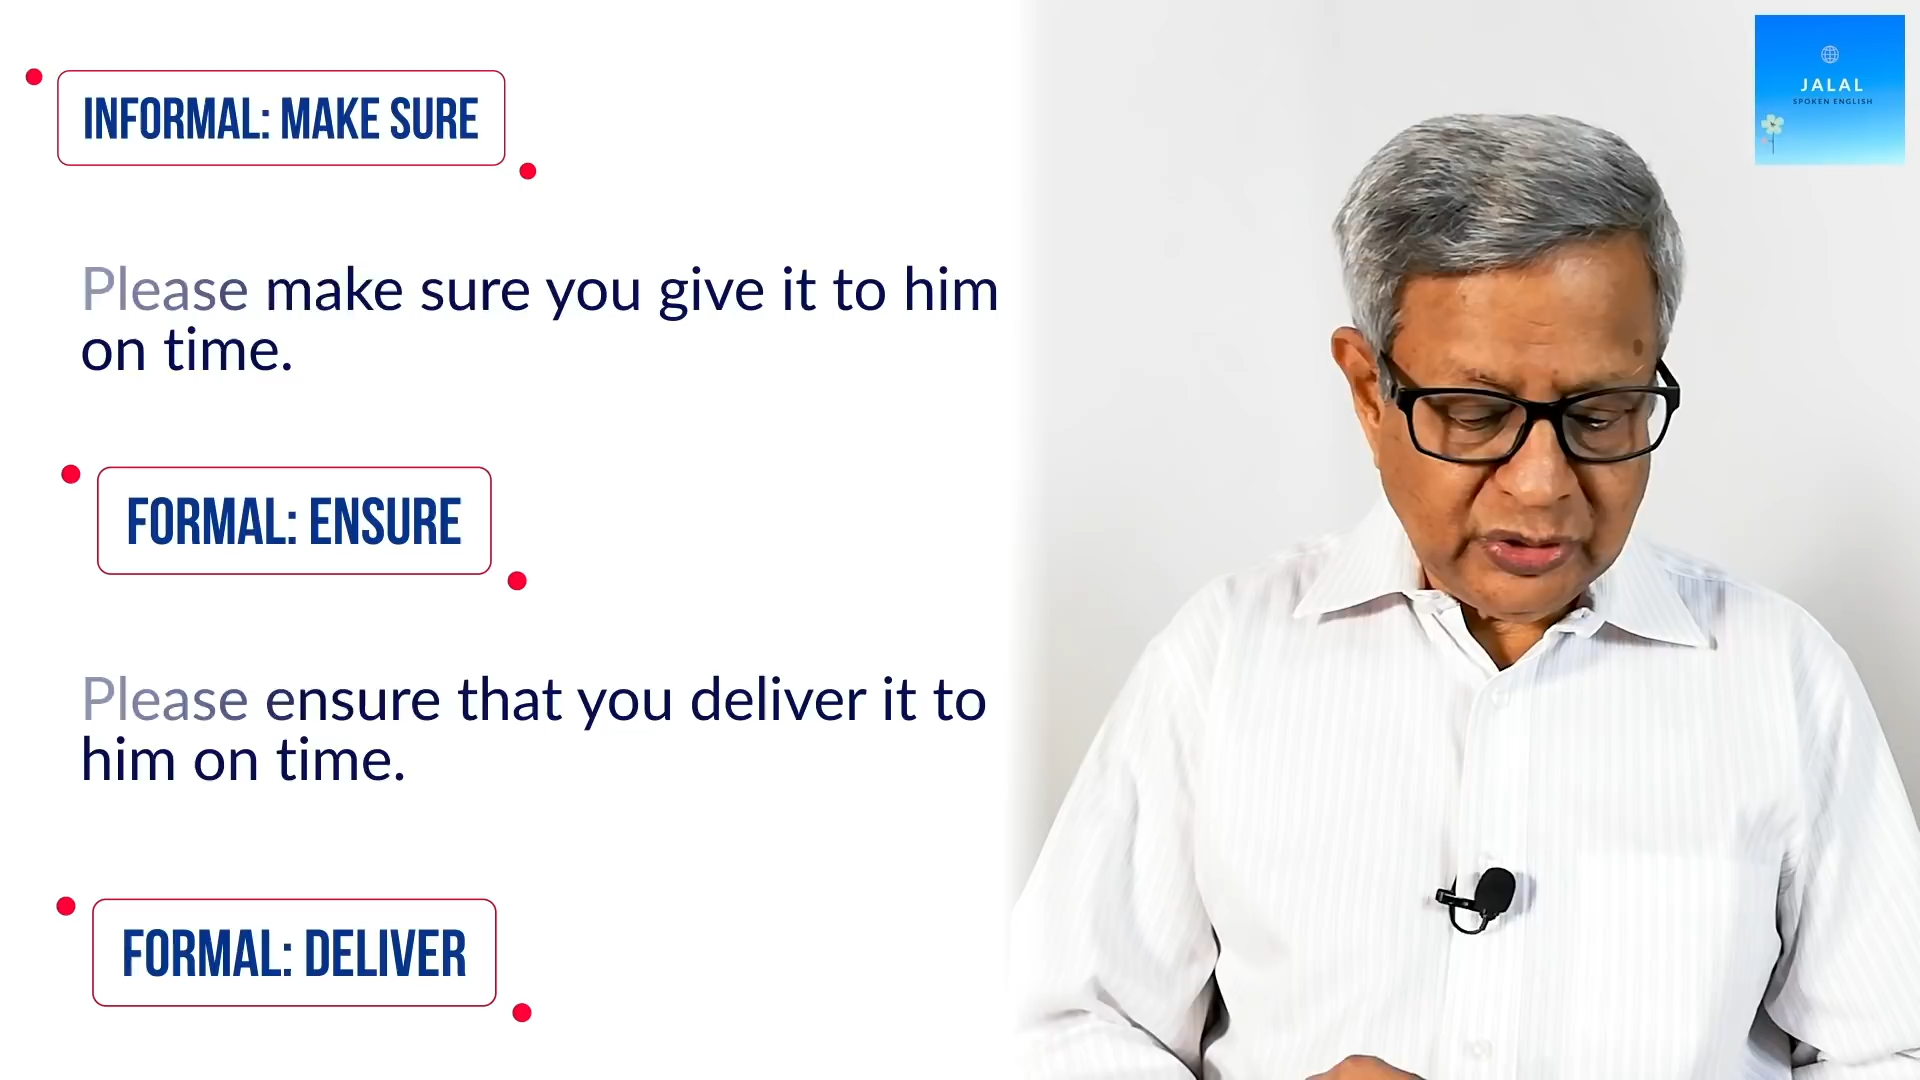 INFORMAL: MAKE SURE
Please make sure you give it to him
on time.
FORMAL: ENSURE
Please ensure that you deliver it to
him on time.
FORMAL: DELIVER
JALAL
SPOKEN ENGLISH